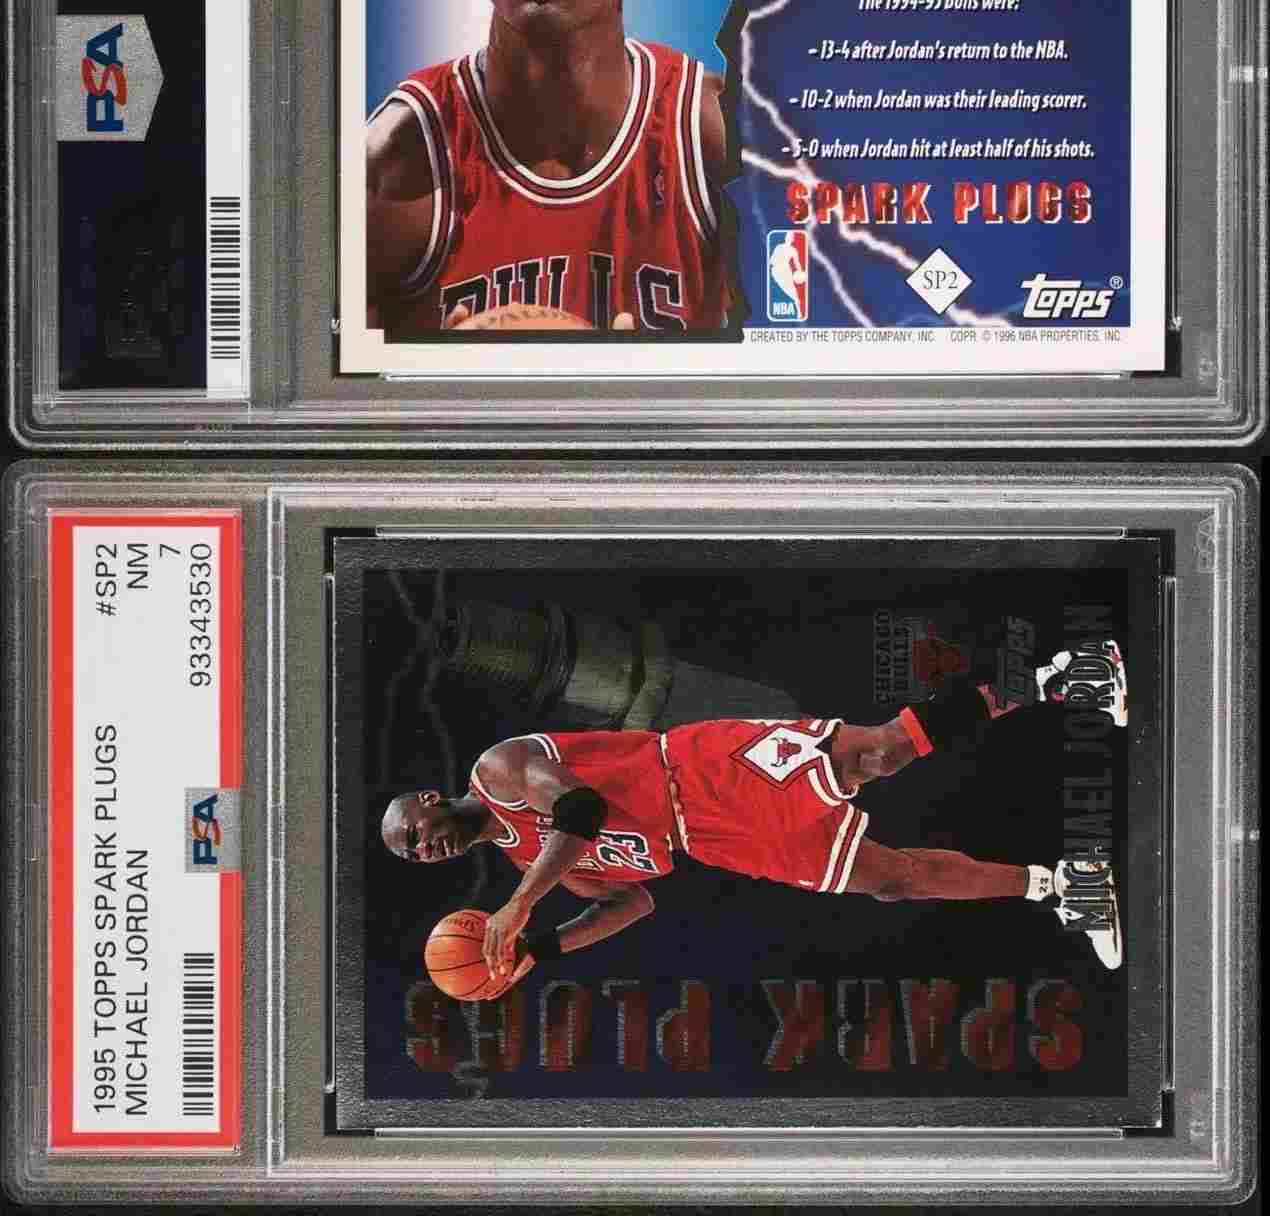 PSA
The 1994-95 Bulls were:
- 13-4 after Jordan's return to the NBA.
- 10-2 when Jordan was their leading scorer.
- 5-0 when Jordan hit at least half of his shots.
SPARK PLUGS
BULLS
SPALDING
NBA
SP2
TOPPS®
CREATED BY THE TOPPS COMPANY, INC. COPR. © 1996 NBA PROPERTIES, INC.
1995 TOPPS SPARK PLUGS #SP2
MICHAEL JORDAN NM
7
PSA
93343530
SPARK PLUGS
CHICAGO
BULLS
TOPPS
MICHAEL JORDAN
23
23